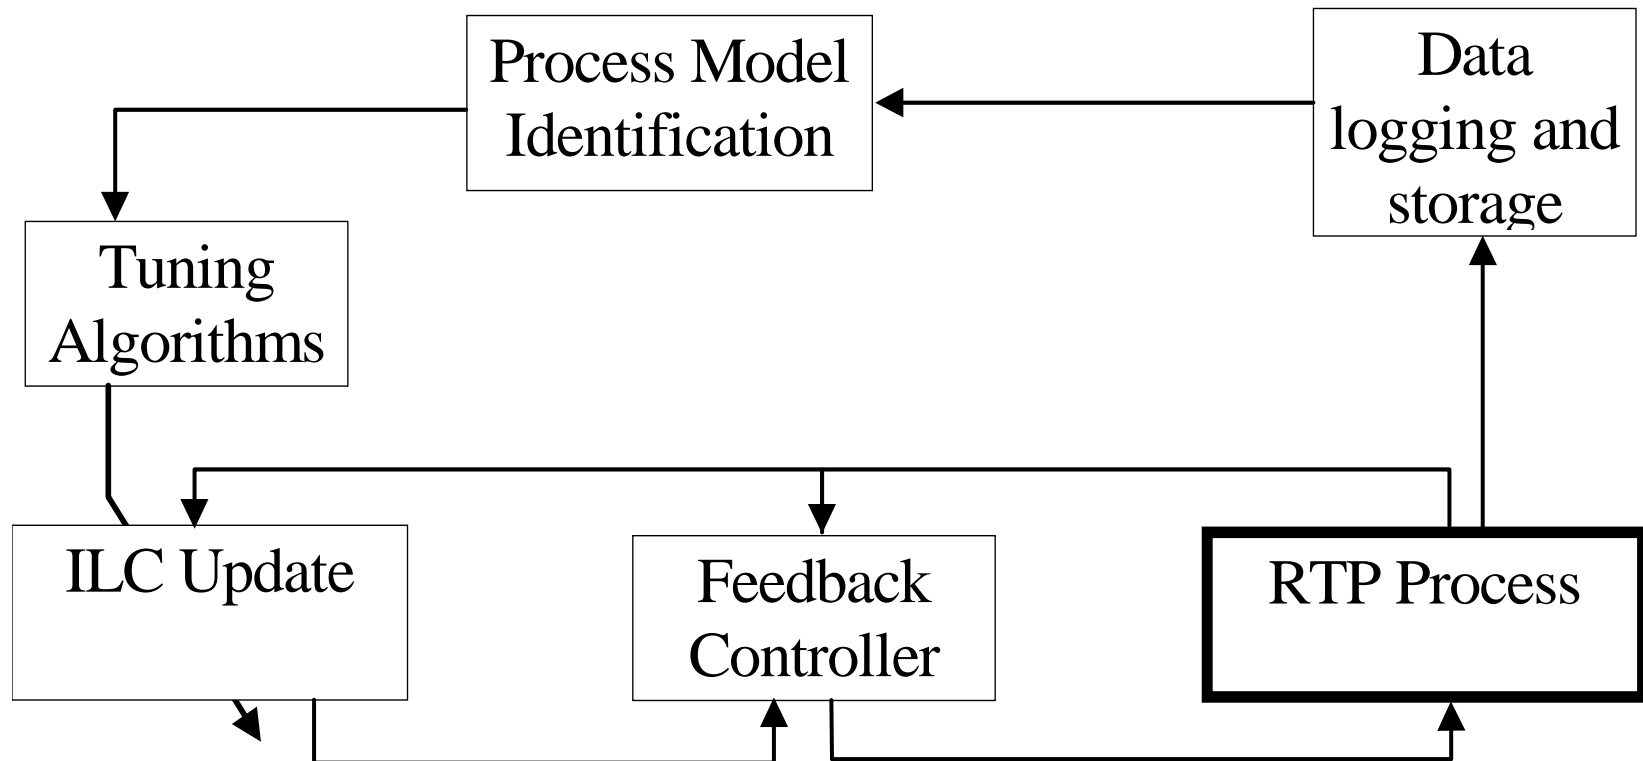 Process Model
Identification
Data
logging and
storage
Tuning
Algorithms
ILC Update
Feedback
Controller
RTP Process